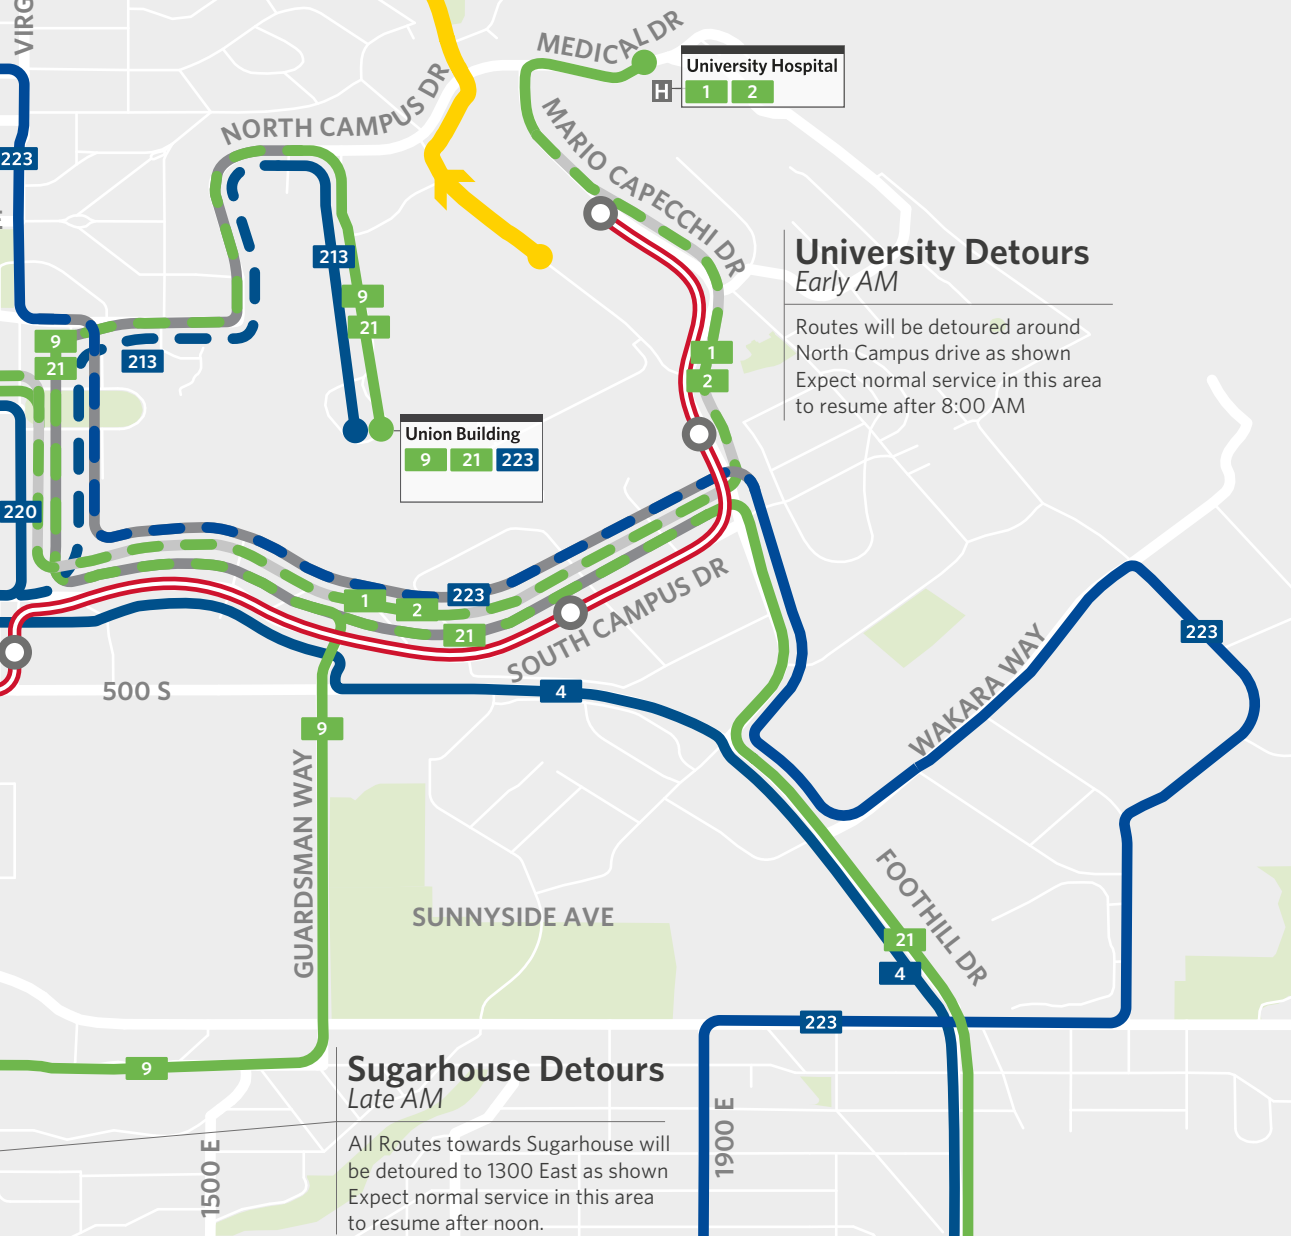 VIRG
MEDICAL DR
University Hospital
H
1 2
NORTH CAMPUS DR
MARIO CAPECCHI DR
223
213
9
21
University Detours
Early AM
Routes will be detoured around
North Campus drive as shown
Expect normal service in this area
to resume after 8:00 AM
9
21
213
1
2
Union Building
9 21 223
220
1
2
223
21
SOUTH CAMPUS DR
223
WAKARA WAY
500 S
4
9
GUARDSMAN WAY
SUNNYSIDE AVE
FOOTHILL DR
21
4
223
9
Sugarhouse Detours
Late AM
All Routes towards Sugarhouse will
be detoured to 1300 East as shown
Expect normal service in this area
to resume after noon.
1500 E
1900 E